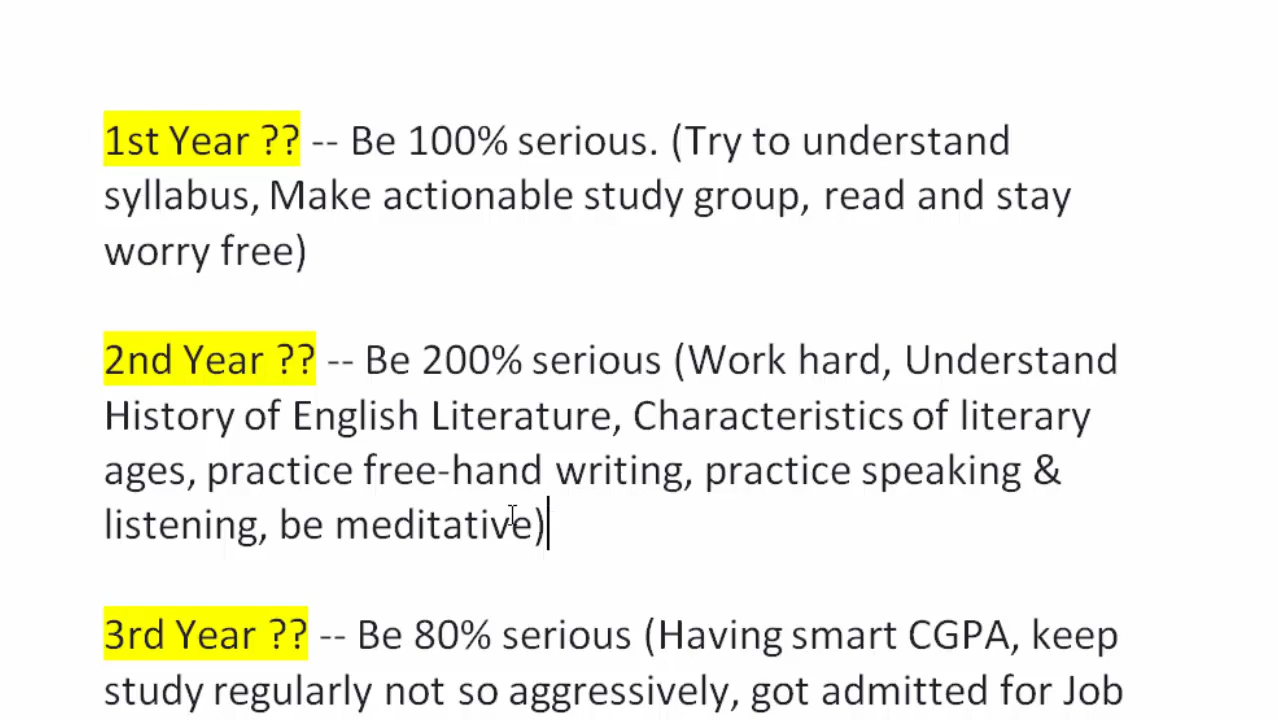 1st Year ?? -- Be 100% serious. (Try to understand
syllabus, Make actionable study group, read and stay
worry free)
2nd Year ?? -- Be 200% serious (Work hard, Understand
History of English Literature, Characteristics of literary
ages, practice free-hand writing, practice speaking &
listening, be meditative)
3rd Year ?? -- Be 80% serious (Having smart CGPA, keep
study regularly not so aggressively, got admitted for Job